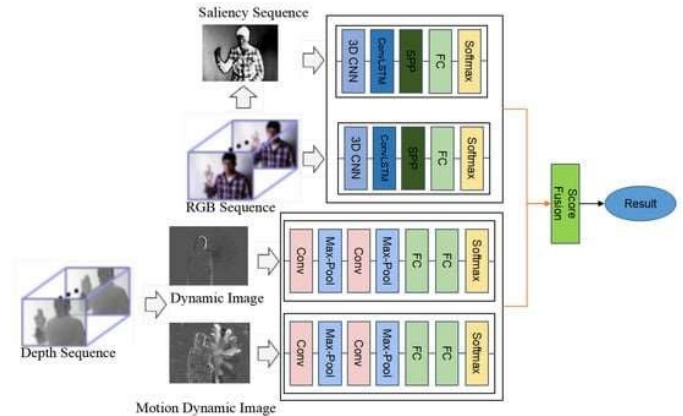 Saliency Sequence
3D CNN
ConvLSTM
SPP
FC
Softmax
RGB Sequence
3D CNN
ConvLSTM
SPP
FC
Softmax
Score
Fusion
Result
Dynamic Image
Conv
Max-Pool
Conv
Max-Pool
FC
FC
Softmax
Depth Sequence
Motion Dynamic Image
Conv
Max-Pool
Conv
Max-Pool
FC
FC
Softmax